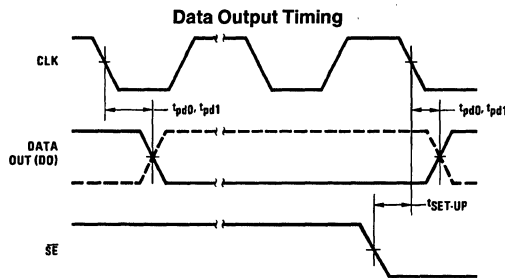 Data Output Timing
CLK
tpd0, tpd1
tpd0, tpd1
DATA
OUT (DO)
tSET-UP
SE